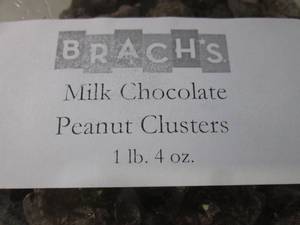 BRACH'S
Milk Chocolate
Peanut Clusters
1 lb. 4 oz.